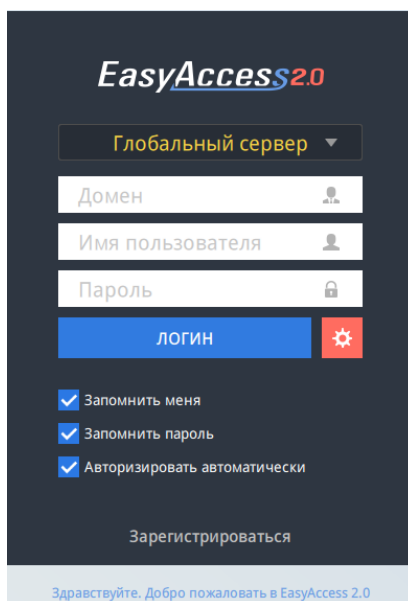 EasyAccess2.0
Глобальный сервер
Домен
Имя пользователя
Пароль
ЛОГИН
Запомнить меня
Запомнить пароль
Авторизировать автоматически
Зарегистрироваться
Здравствуйте. Добро пожаловать в EasyAccess 2.0